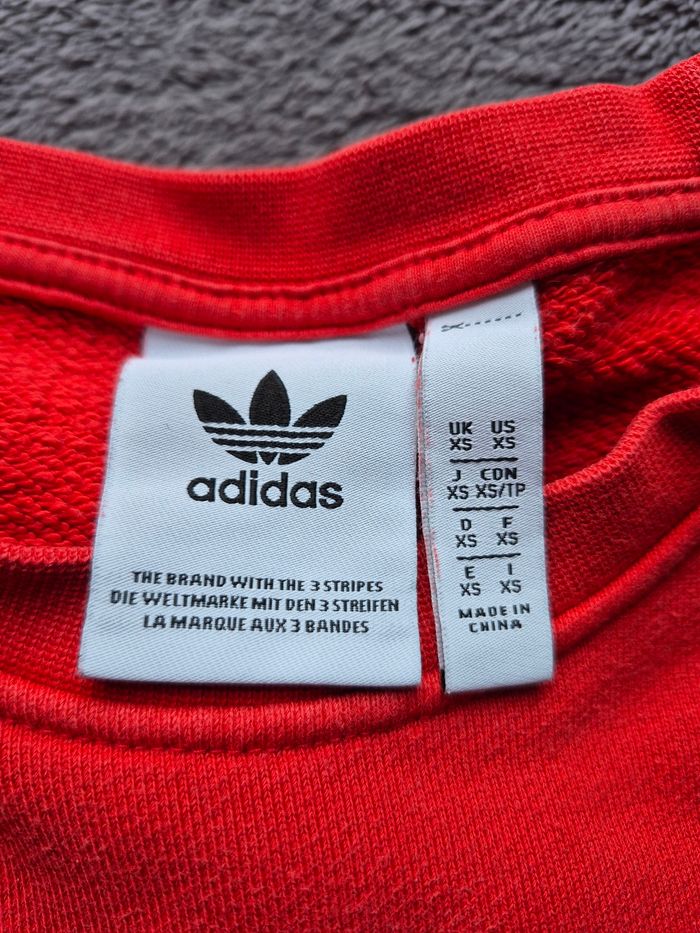 adidas
THE BRAND WITH THE 3 STRIPES
DIE WELTMARKE MIT DEN 3 STREIFEN
LA MARQUE AUX 3 BANDES
UK US
XS XS
J CDN
XS XS/TP
D F
XS XS
E I
XS XS
MADE IN
CHINA